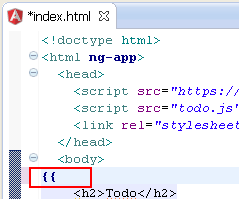 *index.html
<!doctype html>
<html ng-app>
<head>
<script src="https:/
<script src="todo.js"
<link rel="stylesheet
</head>
<body>
{{
<h2>Todo</h2>